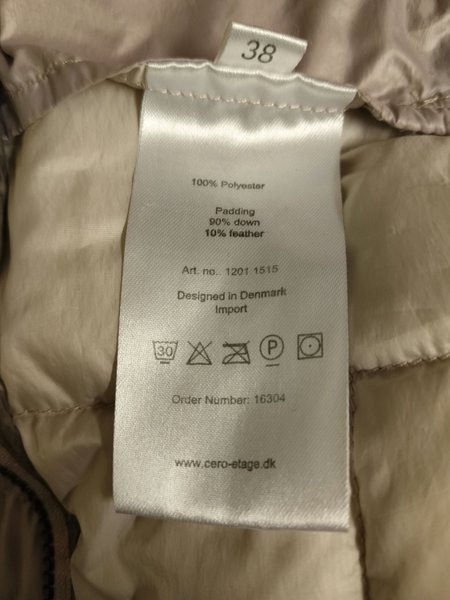 38
100% Polyester
Padding
90% down
10% feather
Art. no.. 1201 1515
Designed in Denmark
Import
30 P
Order Number: 16304
www.cero-etage.dk